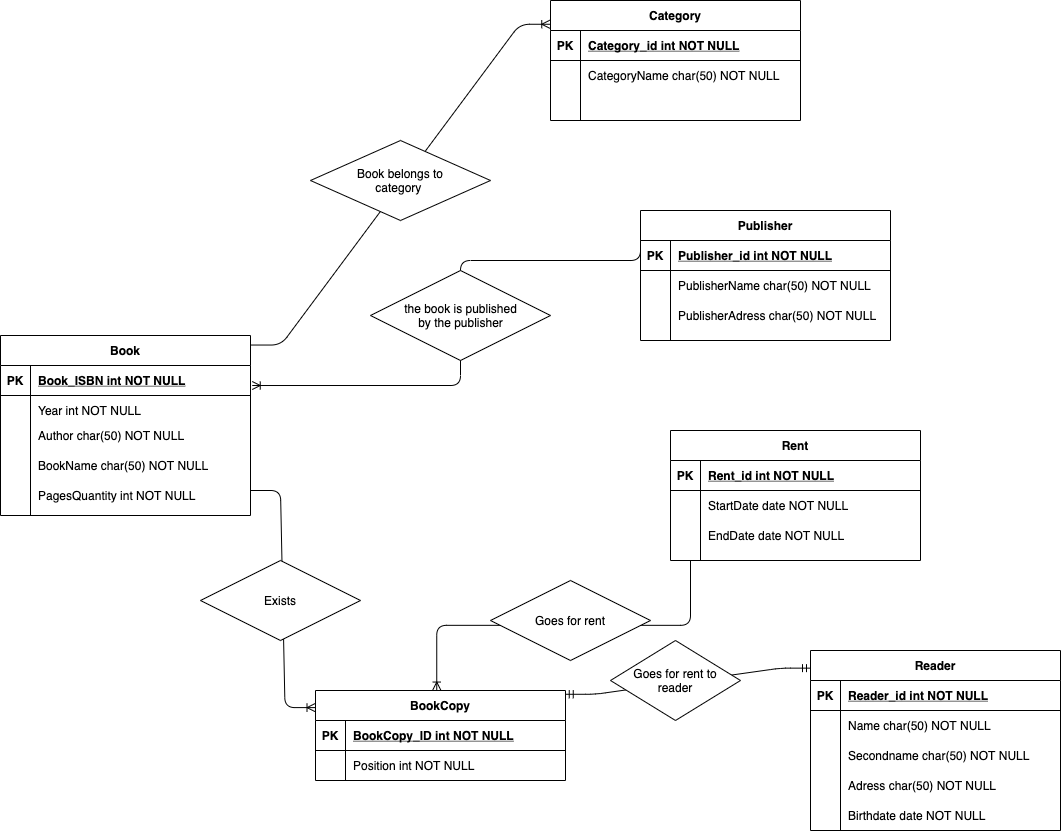 Category
PK Category_id int NOT NULL
CategoryName char(50) NOT NULL
Book belongs to
category
Publisher
PK Publisher_id int NOT NULL
PublisherName char(50) NOT NULL
PublisherAdress char(50) NOT NULL
the book is published
by the publisher
Book
PK Book_ISBN int NOT NULL
Year int NOT NULL
Author char(50) NOT NULL
BookName char(50) NOT NULL
PagesQuantity int NOT NULL
Rent
PK Rent_id int NOT NULL
StartDate date NOT NULL
EndDate date NOT NULL
Exists
Goes for rent
Goes for rent to
reader
BookCopy
PK BookCopy_ID int NOT NULL
Position int NOT NULL
Reader
PK Reader_id int NOT NULL
Name char(50) NOT NULL
Secondname char(50) NOT NULL
Adress char(50) NOT NULL
Birthdate date NOT NULL